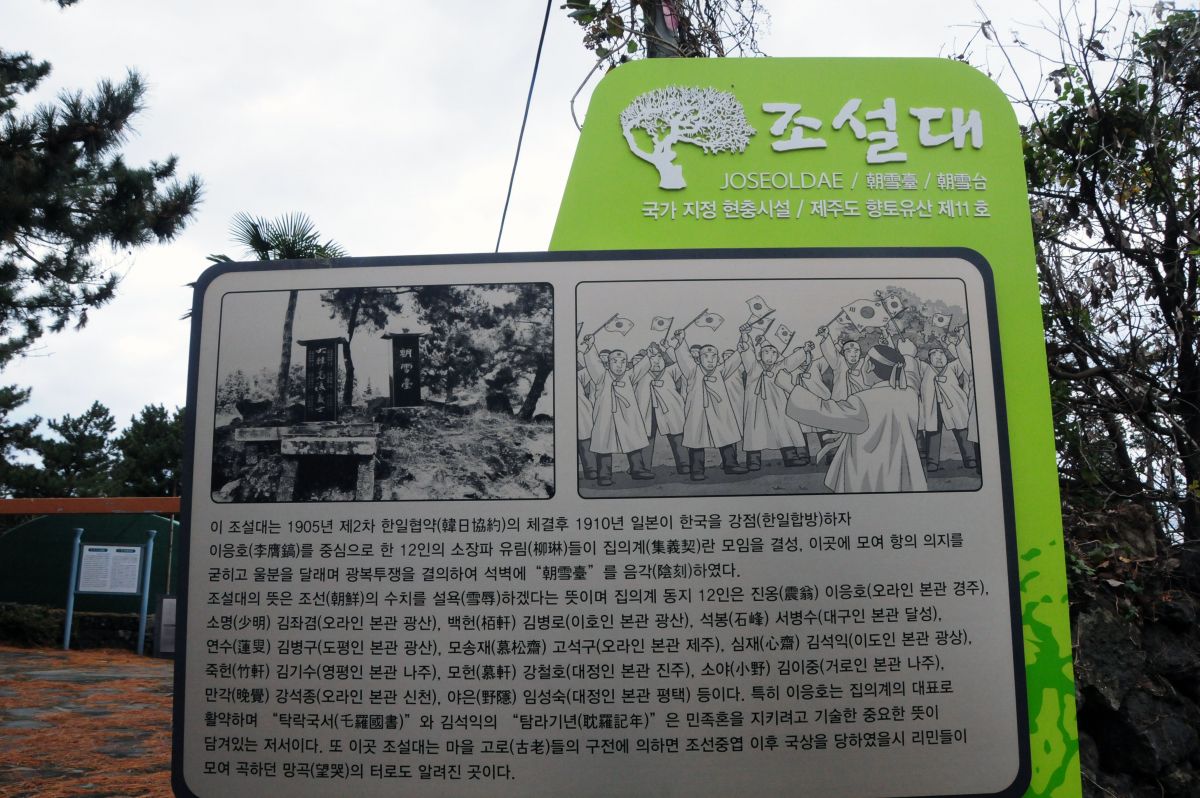 조설대
JOSEOLDAE / 朝雪臺 / 朝雪台
국가 지정 현충시설 / 제주도 향토유산 제11호
朝雪臺
이 조설대는 1905년 제2차 한일협약(韓日協約)의 체결후 1910년 일본이 한국을 강점(한일합방)하자
이응호(李膺鎬)를 중심으로 한 12인의 소장파 유림(柳琳)들이 집의계(集義契)란 모임을 결성, 이곳에 모여 항의 의지를
굳히고 울분을 달래며 광복투쟁을 결의하여 석벽에 “朝雪臺” 를 음각(陰刻)하였다.
조설대의 뜻은 조선(朝鮮)의 수치를 설욕(雪辱)하겠다는 뜻이며 집의계 동지 12인은 진옹(震翁) 이응호(오라인 본관 경주),
소명(少明) 김좌겸(오라인 본관 광산), 백헌(栢軒) 김병로(이호인 본관 광산), 석봉(石峰) 서병수(대구인 본관 달성),
연수(蓮叟) 김병구(도평인 본관 광산), 모송재(慕松齋) 고석구(오라인 본관 제주), 심재(心齋) 김석익(이도인 본관 광상),
죽헌(竹軒) 김기수(영평인 본관 나주), 모헌(慕軒) 강철호(대정인 본관 진주), 소야(小野) 김이중(거로인 본관 나주),
만각(晚覺) 강석종(오라인 본관 신천), 야은(野隱) 임성숙(대정인 본관 평택) 등이다. 특히 이응호는 집의계의 대표로
활약하며 “탁락국서(乇羅國書)”와 김석익의 “탐라기년(耽羅記年)”은 민족혼을 지키려고 기술한 중요한 뜻이
담겨있는 저서이다. 또 이곳 조설대는 마을 고로(古老)들의 구전에 의하면 조선중엽 이후 국상을 당하였을시 리민들이
모여 곡하던 망곡(望哭)의 터로도 알려진 곳이다.
“朝雪臺”